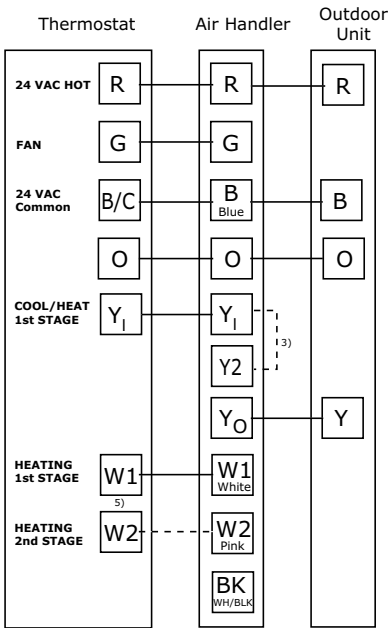 Thermostat
Air Handler
Outdoor
Unit
24 VAC HOT
R
R
R
FAN
G
G
24 VAC
Common
B/C
B
Blue
B
O
O
O
COOL/HEAT
1st STAGE
YI
YI
3)
Y2
YO
Y
HEATING
1st STAGE
W1
W1
White
5)
HEATING
2nd STAGE
W2
W2
Pink
BK
WH/BLK